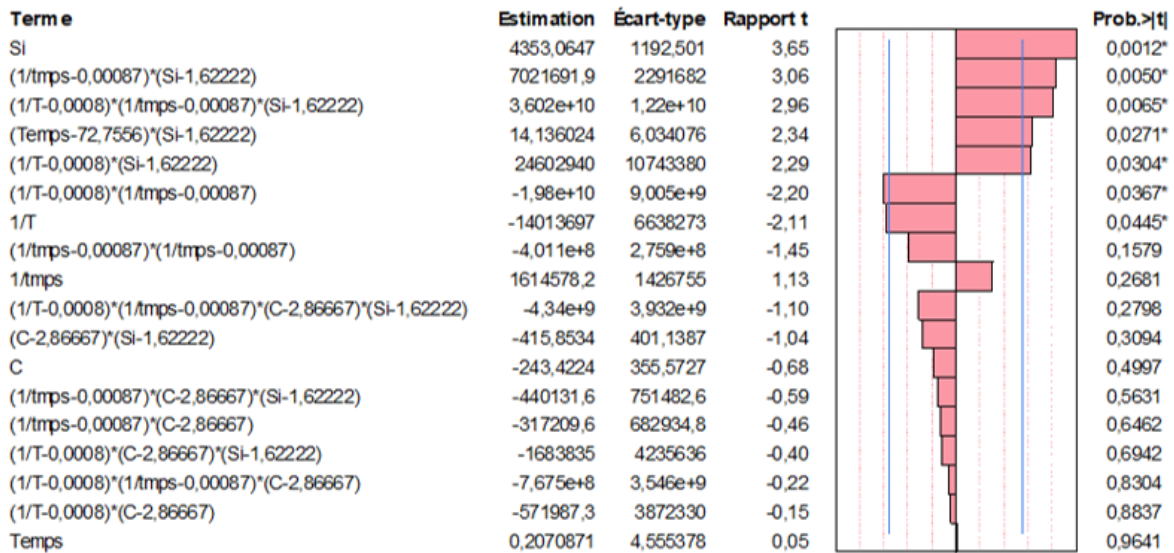 Terme Estimation Écart-type Rapport t Prob.>|t|
Si 4353,0647 1192,501 3,65 0,0012*
(1/tmps-0,00087)*(Si-1,62222) 7021691,9 2291682 3,06 0,0050*
(1/T-0,0008)*(1/tmps-0,00087)*(Si-1,62222) 3,602e+10 1,22e+10 2,96 0,0065*
(Temps-72,7556)*(Si-1,62222) 14,136024 6,034076 2,34 0,0271*
(1/T-0,0008)*(Si-1,62222) 24602940 10743380 2,29 0,0304*
(1/T-0,0008)*(1/tmps-0,00087) -1,98e+10 9,005e+9 -2,20 0,0367*
1/T -14013697 6638273 -2,11 0,0445*
(1/tmps-0,00087)*(1/tmps-0,00087) -4,011e+8 2,759e+8 -1,45 0,1579
1/tmps 1614578,2 1426755 1,13 0,2681
(1/T-0,0008)*(1/tmps-0,00087)*(C-2,86667)*(Si-1,62222) -4,34e+9 3,932e+9 -1,10 0,2798
(C-2,86667)*(Si-1,62222) -415,8534 401,1387 -1,04 0,3094
C -243,4224 355,5727 -0,68 0,4997
(1/tmps-0,00087)*(C-2,86667)*(Si-1,62222) -440131,6 751482,6 -0,59 0,5631
(1/tmps-0,00087)*(C-2,86667) -317209,6 682934,8 -0,46 0,6462
(1/T-0,0008)*(C-2,86667)*(Si-1,62222) -1683835 4235636 -0,40 0,6942
(1/T-0,0008)*(1/tmps-0,00087)*(C-2,86667) -7,675e+8 3,546e+9 -0,22 0,8304
(1/T-0,0008)*(C-2,86667) -571987,3 3872330 -0,15 0,8837
Temps 0,2070871 4,555378 0,05 0,9641